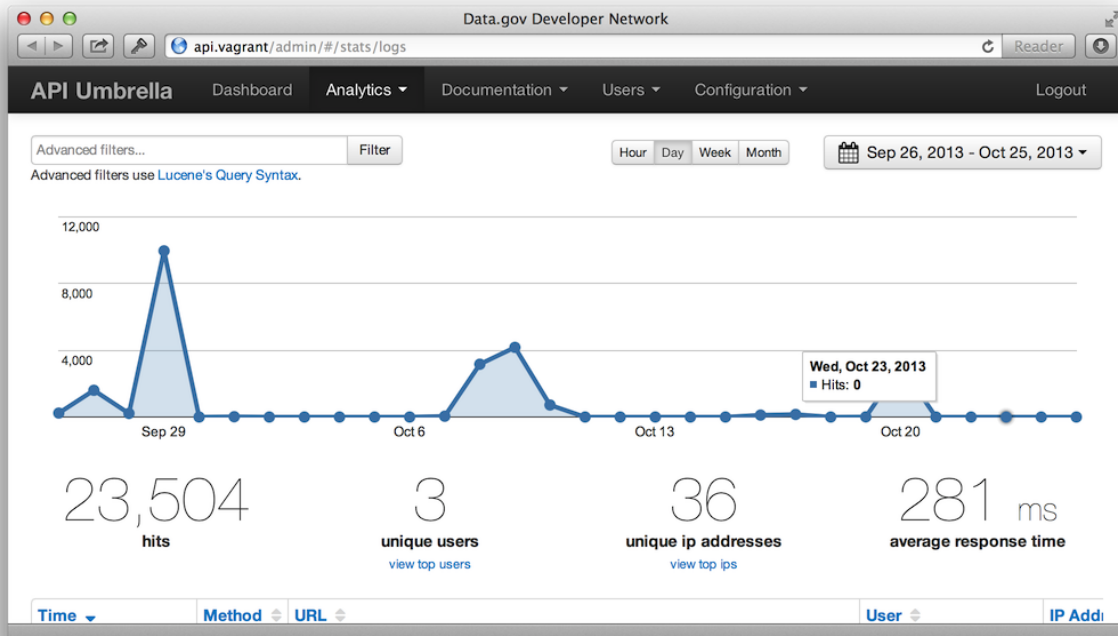 Data.gov Developer Network
api.vagrant/admin/#/stats/logs
Reader
API Umbrella Dashboard Analytics Documentation Users Configuration Logout
Advanced filters... Filter Hour Day Week Month Sep 26, 2013 - Oct 25, 2013
Advanced filters use Lucene's Query Syntax.
12,000
8,000
4,000
Wed, Oct 23, 2013
Hits: 0
Sep 29 Oct 6 Oct 13 Oct 20
23,504 3 36 281 ms
hits unique users unique ip addresses average response time
view top users view top ips
Time Method URL User IP Add